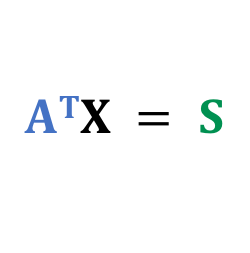 AᵀX = S